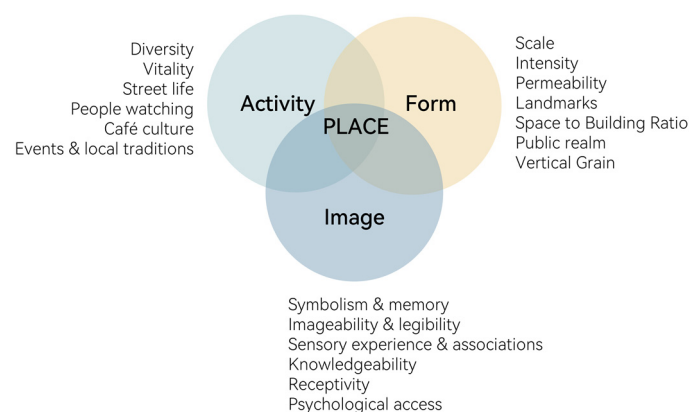 Diversity
Vitality
Street life
People watching
Café culture
Events & local traditions
Activity
Form
PLACE
Image
Scale
Intensity
Permeability
Landmarks
Space to Building Ratio
Public realm
Vertical Grain
Symbolism & memory
Imageability & legibility
Sensory experience & associations
Knowledgeability
Receptivity
Psychological access